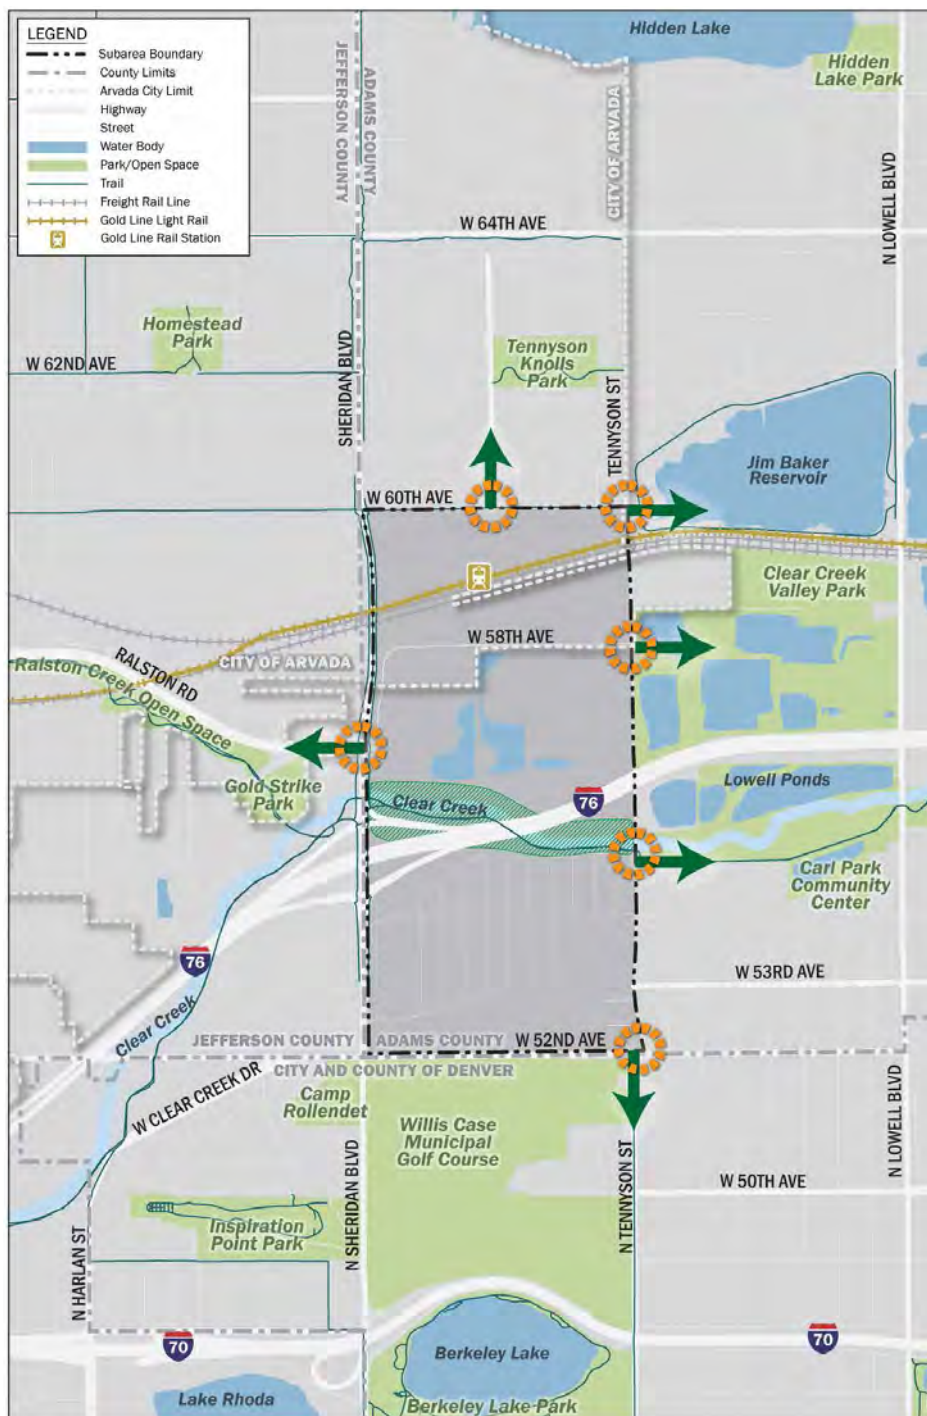 LEGEND
Subarea Boundary
County Limits
Arvada City Limit
Highway
Street
Water Body
Park/Open Space
Trail
Freight Rail Line
Gold Line Light Rail
Gold Line Rail Station
Hidden Lake
Hidden
Lake Park
JEFFERSON COUNTY
ADAMS COUNTY
CITY OF ARVADA
N LOWELL BLVD
W 64TH AVE
Homestead
Park
W 62ND AVE
SHERIDAN BLVD
Tennyson
Knolls
Park
TENNYSON ST
Jim Baker
Reservoir
W 60TH AVE
Clear Creek
Valley Park
W 58TH AVE
CITY OF ARVADA
RALSTON RD
Ralston Creek Open Space
Gold Strike
Park
Clear Creek
76
Lowell Ponds
Carl Park
Community
Center
76
Clear Creek
W 53RD AVE
JEFFERSON COUNTY
ADAMS COUNTY
W 52ND AVE
CITY AND COUNTY OF DENVER
W CLEAR CREEK DR
Camp
Rollendet
Willis Case
Municipal
Golf Course
N SHERIDAN BLVD
N TENNYSON ST
N LOWELL BLVD
W 50TH AVE
Inspiration
Point Park
N HARLAN ST
70
70
Berkeley Lake
Lake Rhoda
Berkeley Lake Park